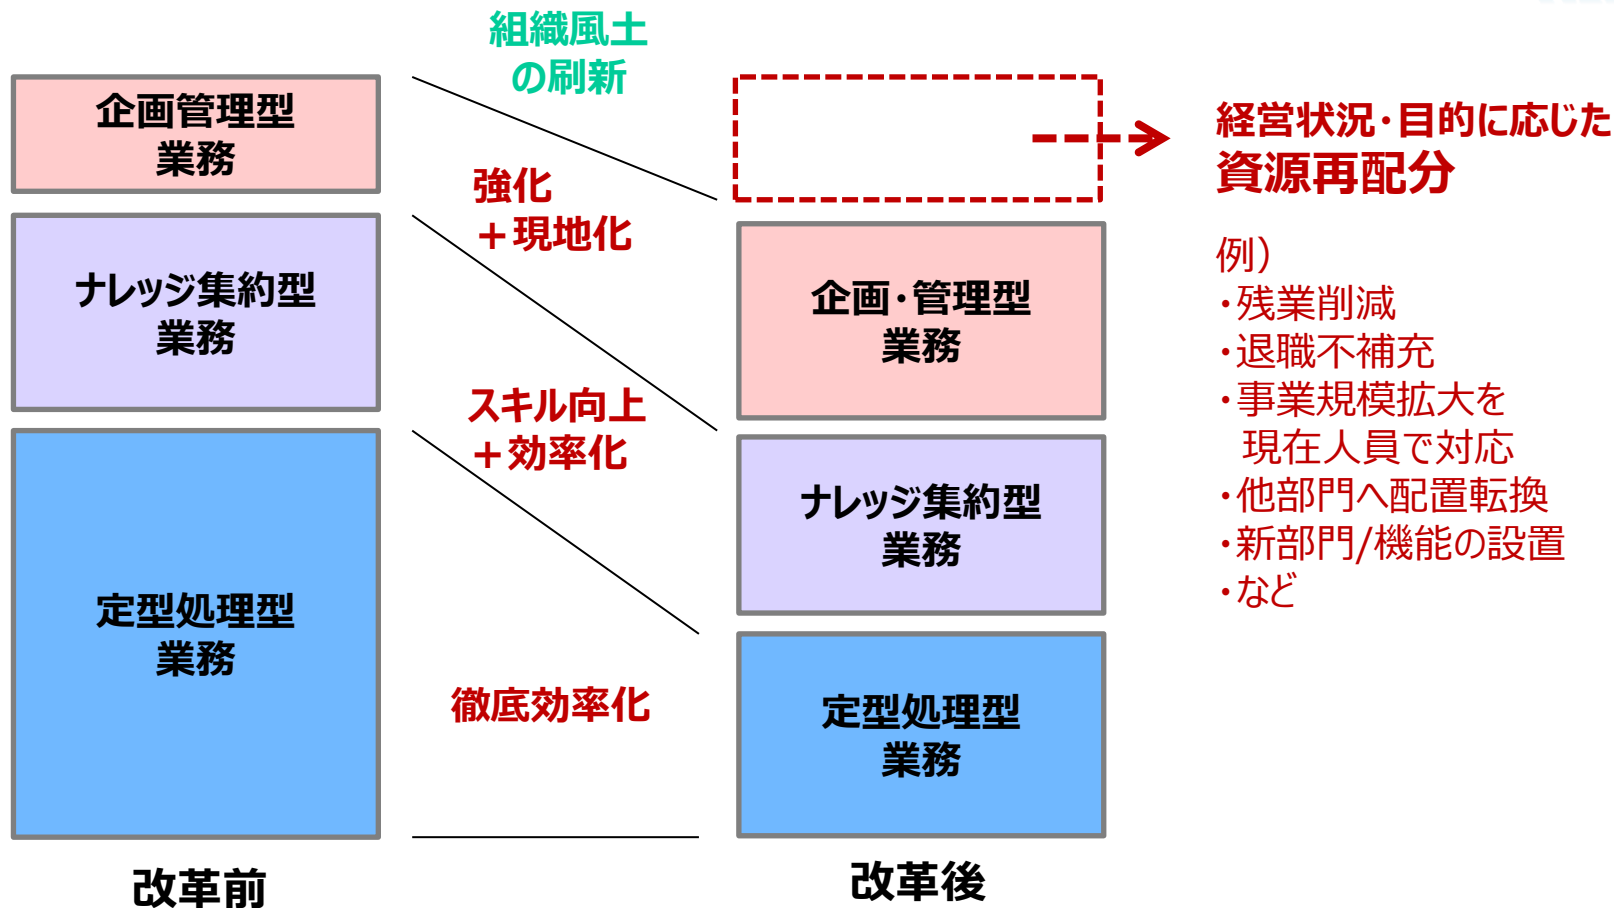 組織風土
の刷新
企画管理型
業務
ナレッジ集約型
業務
定型処理型
業務
改革前
強化
＋現地化
スキル向上
＋効率化
徹底効率化
企画・管理型
業務
ナレッジ集約型
業務
定型処理型
業務
改革後
経営状況・目的に応じた
資源再配分
例）
・残業削減
・退職不補充
・事業規模拡大を
現在人員で対応
・他部門へ配置転換
・新部門/機能の設置
・など